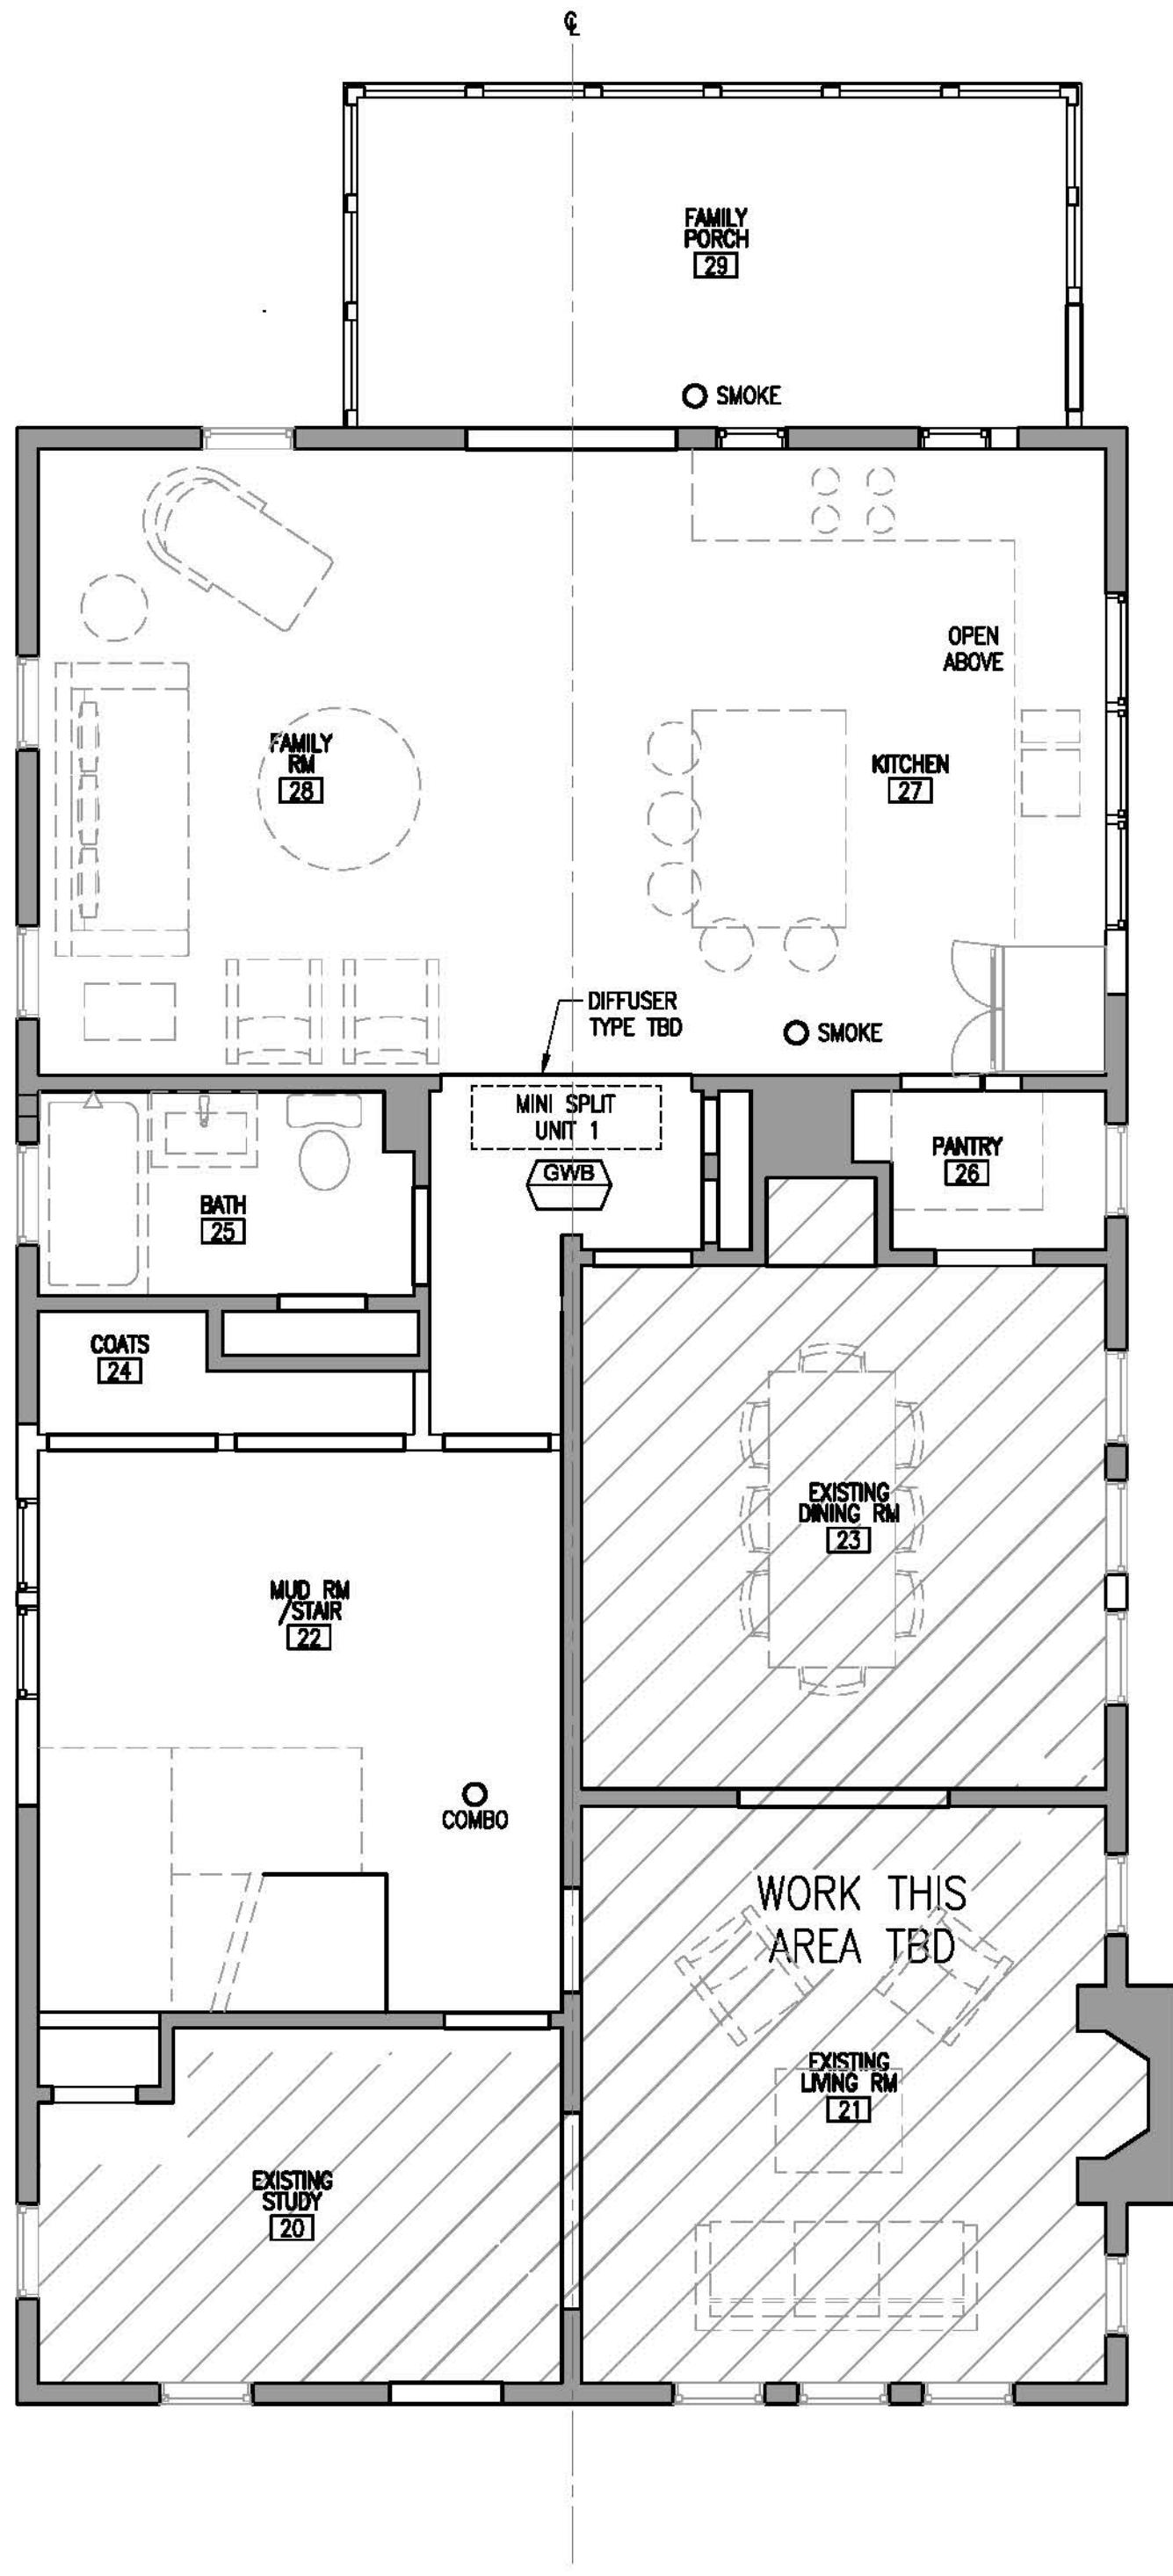 ℄
FAMILY
PORCH
29
SMOKE
OPEN
ABOVE
FAMILY
RM
28
KITCHEN
27
DIFFUSER
TYPE TBD
SMOKE
MINI SPLIT
UNIT 1
GWB
PANTRY
26
BATH
25
COATS
24
EXISTING
DINING RM
23
MUD RM
/STAIR
22
COMBO
WORK THIS
AREA TBD
EXISTING
LIVING RM
21
EXISTING
STUDY
20